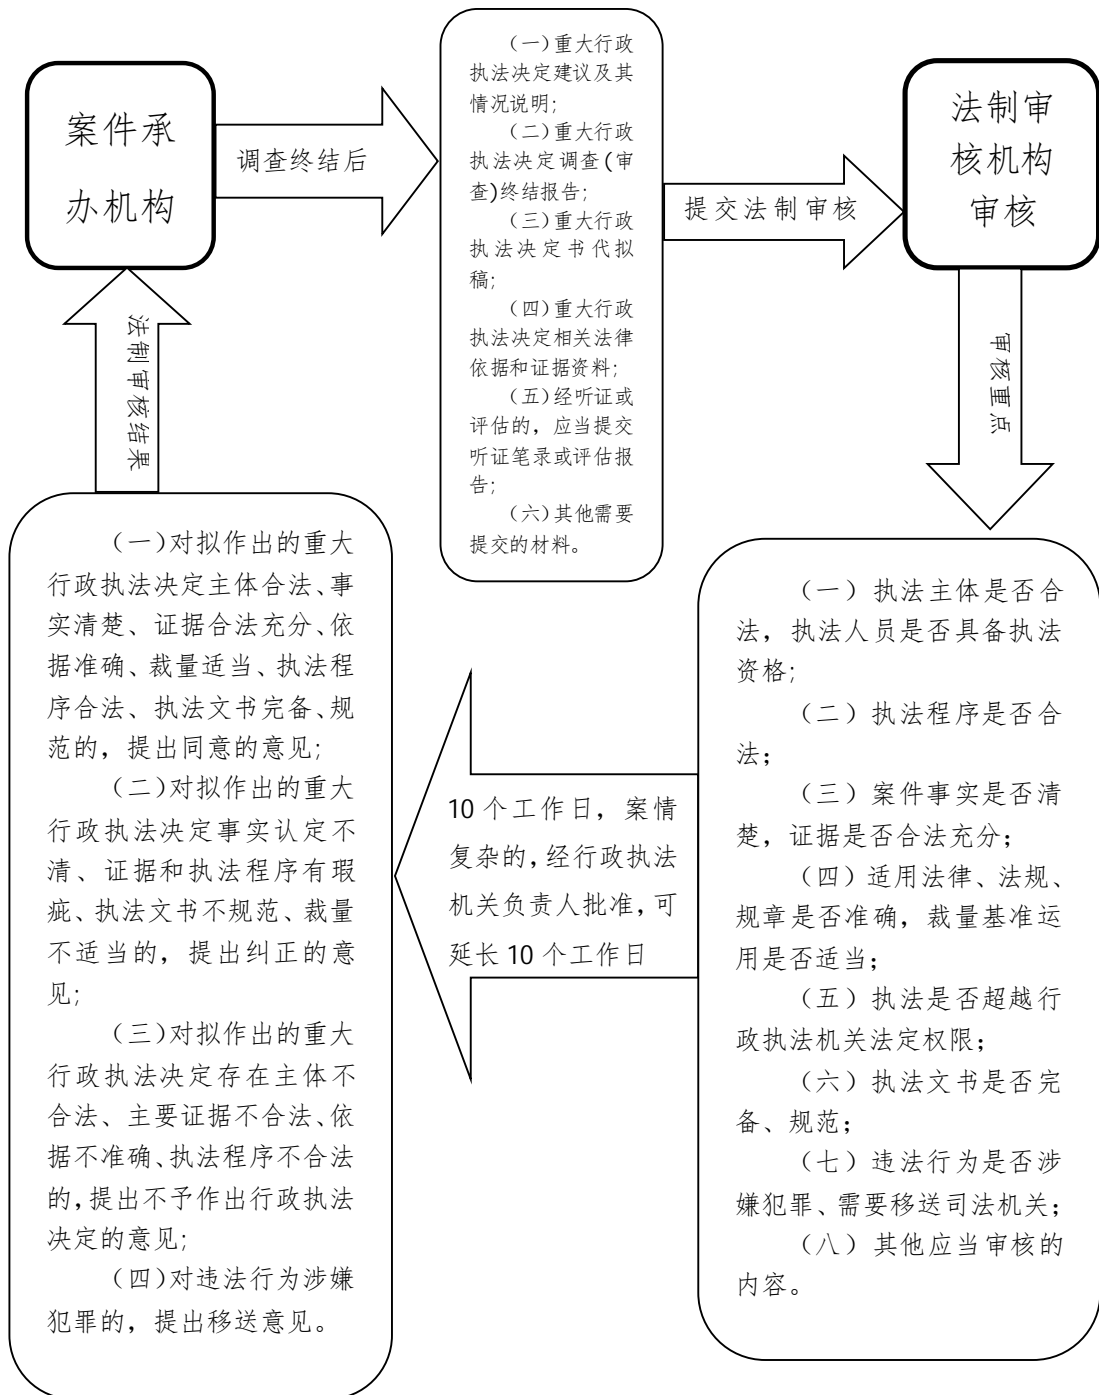 案件承
办机构
调查终结后
（一）重大行政
执法决定建议及其
情况说明;
（二）重大行政
执法决定调查(审
查)终结报告;
（三）重大行政
执法决定书代拟
稿;
（四）重大行政
执法决定相关法律
依据和证据资料;
（五）经听证或
评估的，应当提交
听证笔录或评估报
告;
（六）其他需要
提交的材料。
提交法制审核
法制审
核机构
审核
审核重点
（一）执法主体是否合
法，执法人员是否具备执法
资格;
（二）执法程序是否合
法；
（三）案件事实是否清
楚，证据是否合法充分；
（四）适用法律、法规、
规章是否准确，裁量基准运
用是否适当；
（五）执法是否超越行
政执法机关法定权限；
（六）执法文书是否完
备、规范；
（七）违法行为是否涉
嫌犯罪、需要移送司法机关；
（八）其他应当审核的
内容。
10 个工作日，案情
复杂的，经行政执法
机关负责人批准，可
延长 10 个工作日
（一）对拟作出的重大
行政执法决定主体合法、事
实清楚、证据合法充分、依
据准确、裁量适当、执法程
序合法、执法文书完备、规
范的，提出同意的意见;
（二）对拟作出的重大
行政执法决定事实认定不
清、证据和执法程序有瑕
疵、执法文书不规范、裁量
不适当的，提出纠正的意
见;
（三）对拟作出的重大
行政执法决定存在主体不
合法、主要证据不合法、依
据不准确、执法程序不合法
的，提出不予作出行政执法
决定的意见;
（四）对违法行为涉嫌
犯罪的，提出移送意见。
法制审核结果